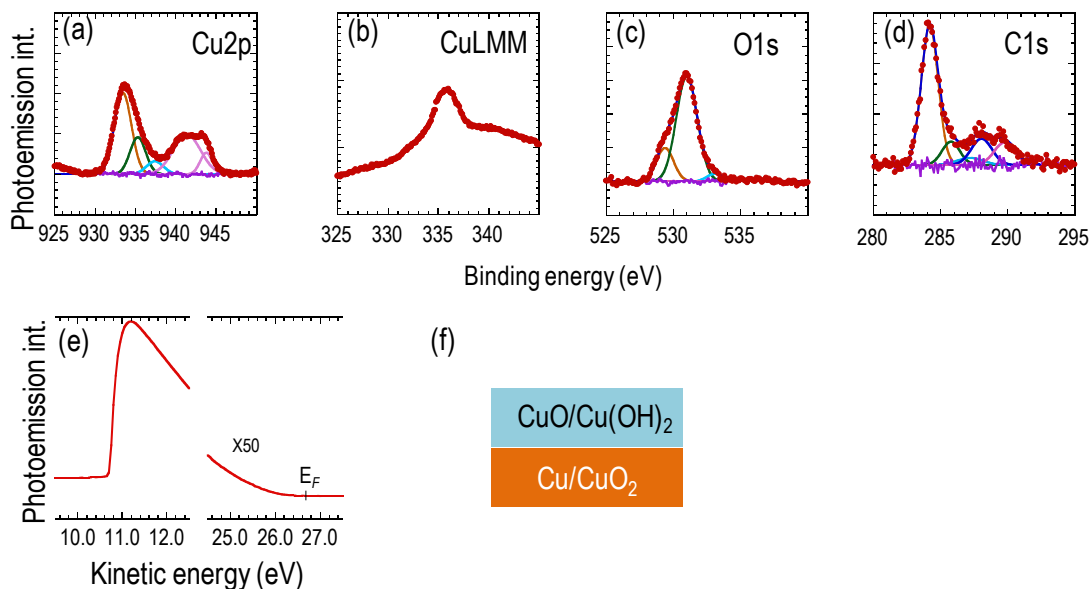 (a) Cu2p
(b) CuLMM
(c) O1s
(d) C1s
Photoemission int.
925 930 935 940 945
325 335 340
525 530 535
280 285 290 295
Binding energy (eV)
(e)
Photoemission int.
X50
E_F
10.0 11.0 12.0 25.0 26.0 27.0
Kinetic energy (eV)
(f)
CuO/Cu(OH)₂
Cu/CuO₂